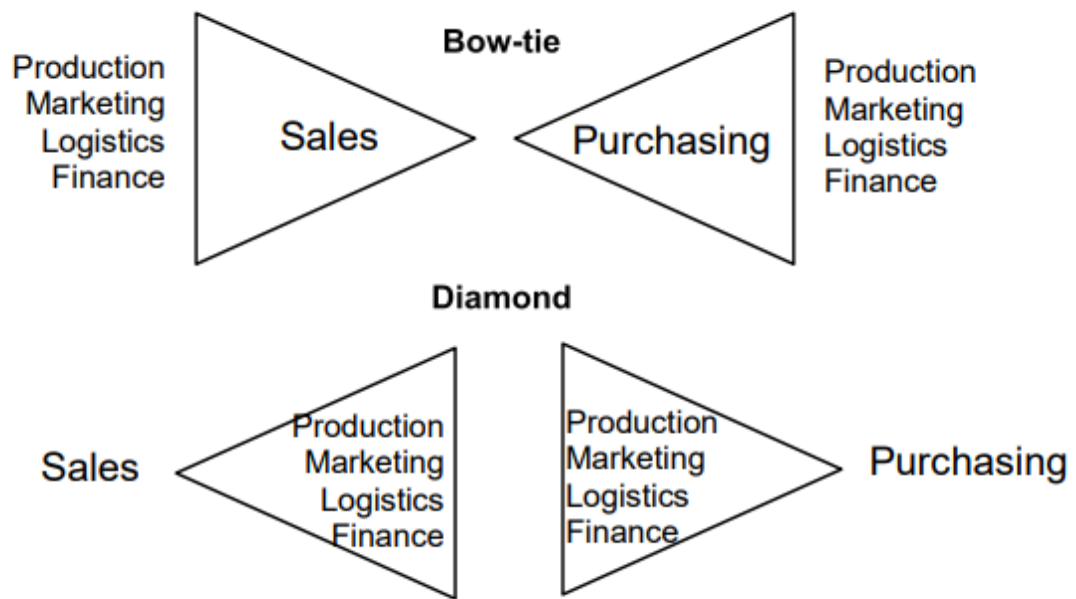 Bow-tie
Production
Marketing
Logistics
Finance
Sales
Purchasing
Production
Marketing
Logistics
Finance
Diamond
Sales
Production
Marketing
Logistics
Finance
Production
Marketing
Logistics
Finance
Purchasing